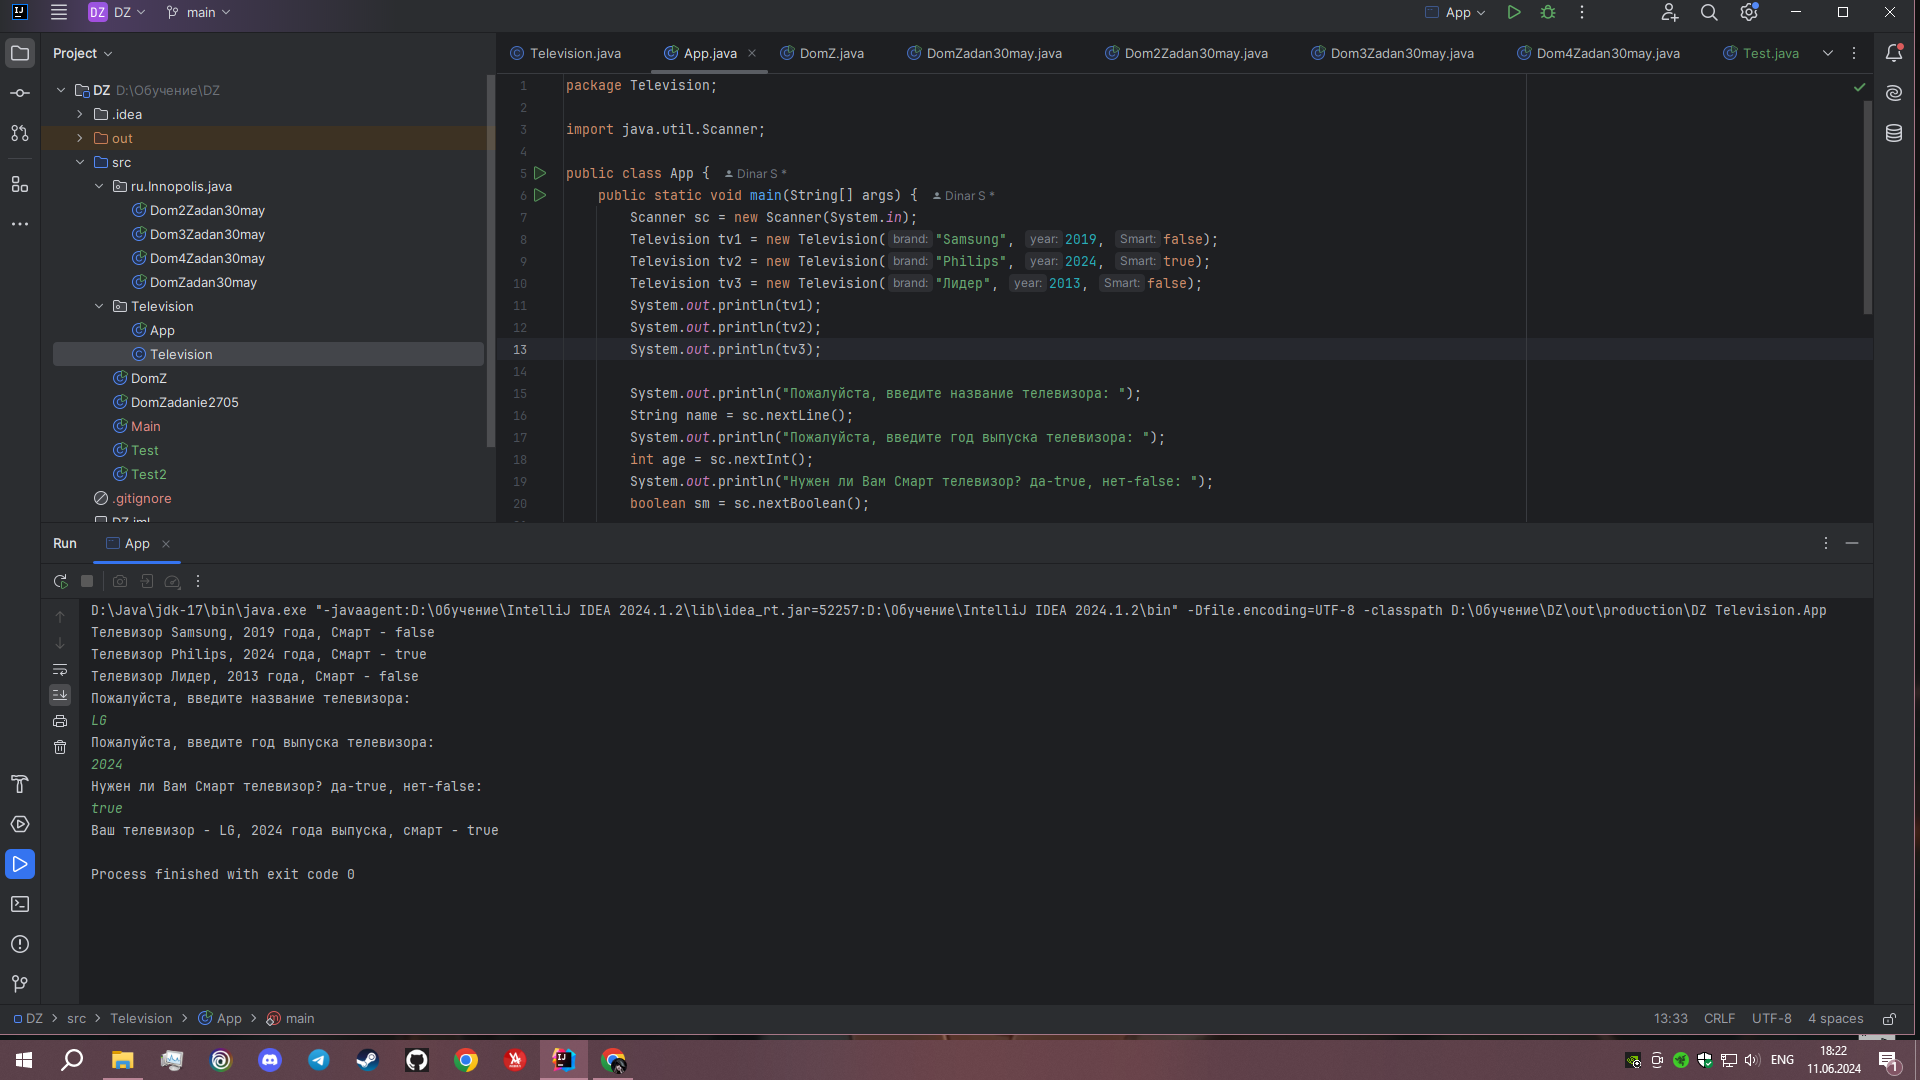 DZ DZ main App
Project
DZ D:\Обучение\DZ
.idea
out
src
ru.Innopolis.java
Dom2Zadan30may
Dom3Zadan30may
Dom4Zadan30may
DomZadan30may
Television
App
Television
DomZ
DomZadanie2705
Main
Test
Test2
.gitignore
DZ.iml
Television.java App.java DomZ.java DomZadan30may.java Dom2Zadan30may.java Dom3Zadan30may.java Dom4Zadan30may.java Test.java
1 package Television;
2
3 import java.util.Scanner;
4
5 public class App { Dinar S *
6 public static void main(String[] args) { Dinar S *
7 Scanner sc = new Scanner(System.in);
8 Television tv1 = new Television( brand: "Samsung", year: 2019, Smart: false);
9 Television tv2 = new Television( brand: "Philips", year: 2024, Smart: true);
10 Television tv3 = new Television( brand: "Лидер", year: 2013, Smart: false);
11 System.out.println(tv1);
12 System.out.println(tv2);
13 System.out.println(tv3);
14
15 System.out.println("Пожалуйста, введите название телевизора: ");
16 String name = sc.nextLine();
17 System.out.println("Пожалуйста, введите год выпуска телевизора: ");
18 int age = sc.nextInt();
19 System.out.println("Нужен ли Вам Смарт телевизор? да-true, нет-false: ");
20 boolean sm = sc.nextBoolean();
Run App
D:\Java\jdk-17\bin\java.exe "-javaagent:D:\Обучение\IntelliJ IDEA 2024.1.2\lib\idea_rt.jar=52257:D:\Обучение\IntelliJ IDEA 2024.1.2\bin" -Dfile.encoding=UTF-8 -classpath D:\Обучение\DZ\out\production\DZ Television.App
Телевизор Samsung, 2019 года, Смарт - false
Телевизор Philips, 2024 года, Смарт - true
Телевизор Лидер, 2013 года, Смарт - false
Пожалуйста, введите название телевизора:
LG
Пожалуйста, введите год выпуска телевизора:
2024
Нужен ли Вам Смарт телевизор? да-true, нет-false:
true
Ваш телевизор - LG, 2024 года выпуска, смарт - true
Process finished with exit code 0
DZ > src > Television > App > main 13:33 CRLF UTF-8 4 spaces
ENG 18:22
11.06.2024
1